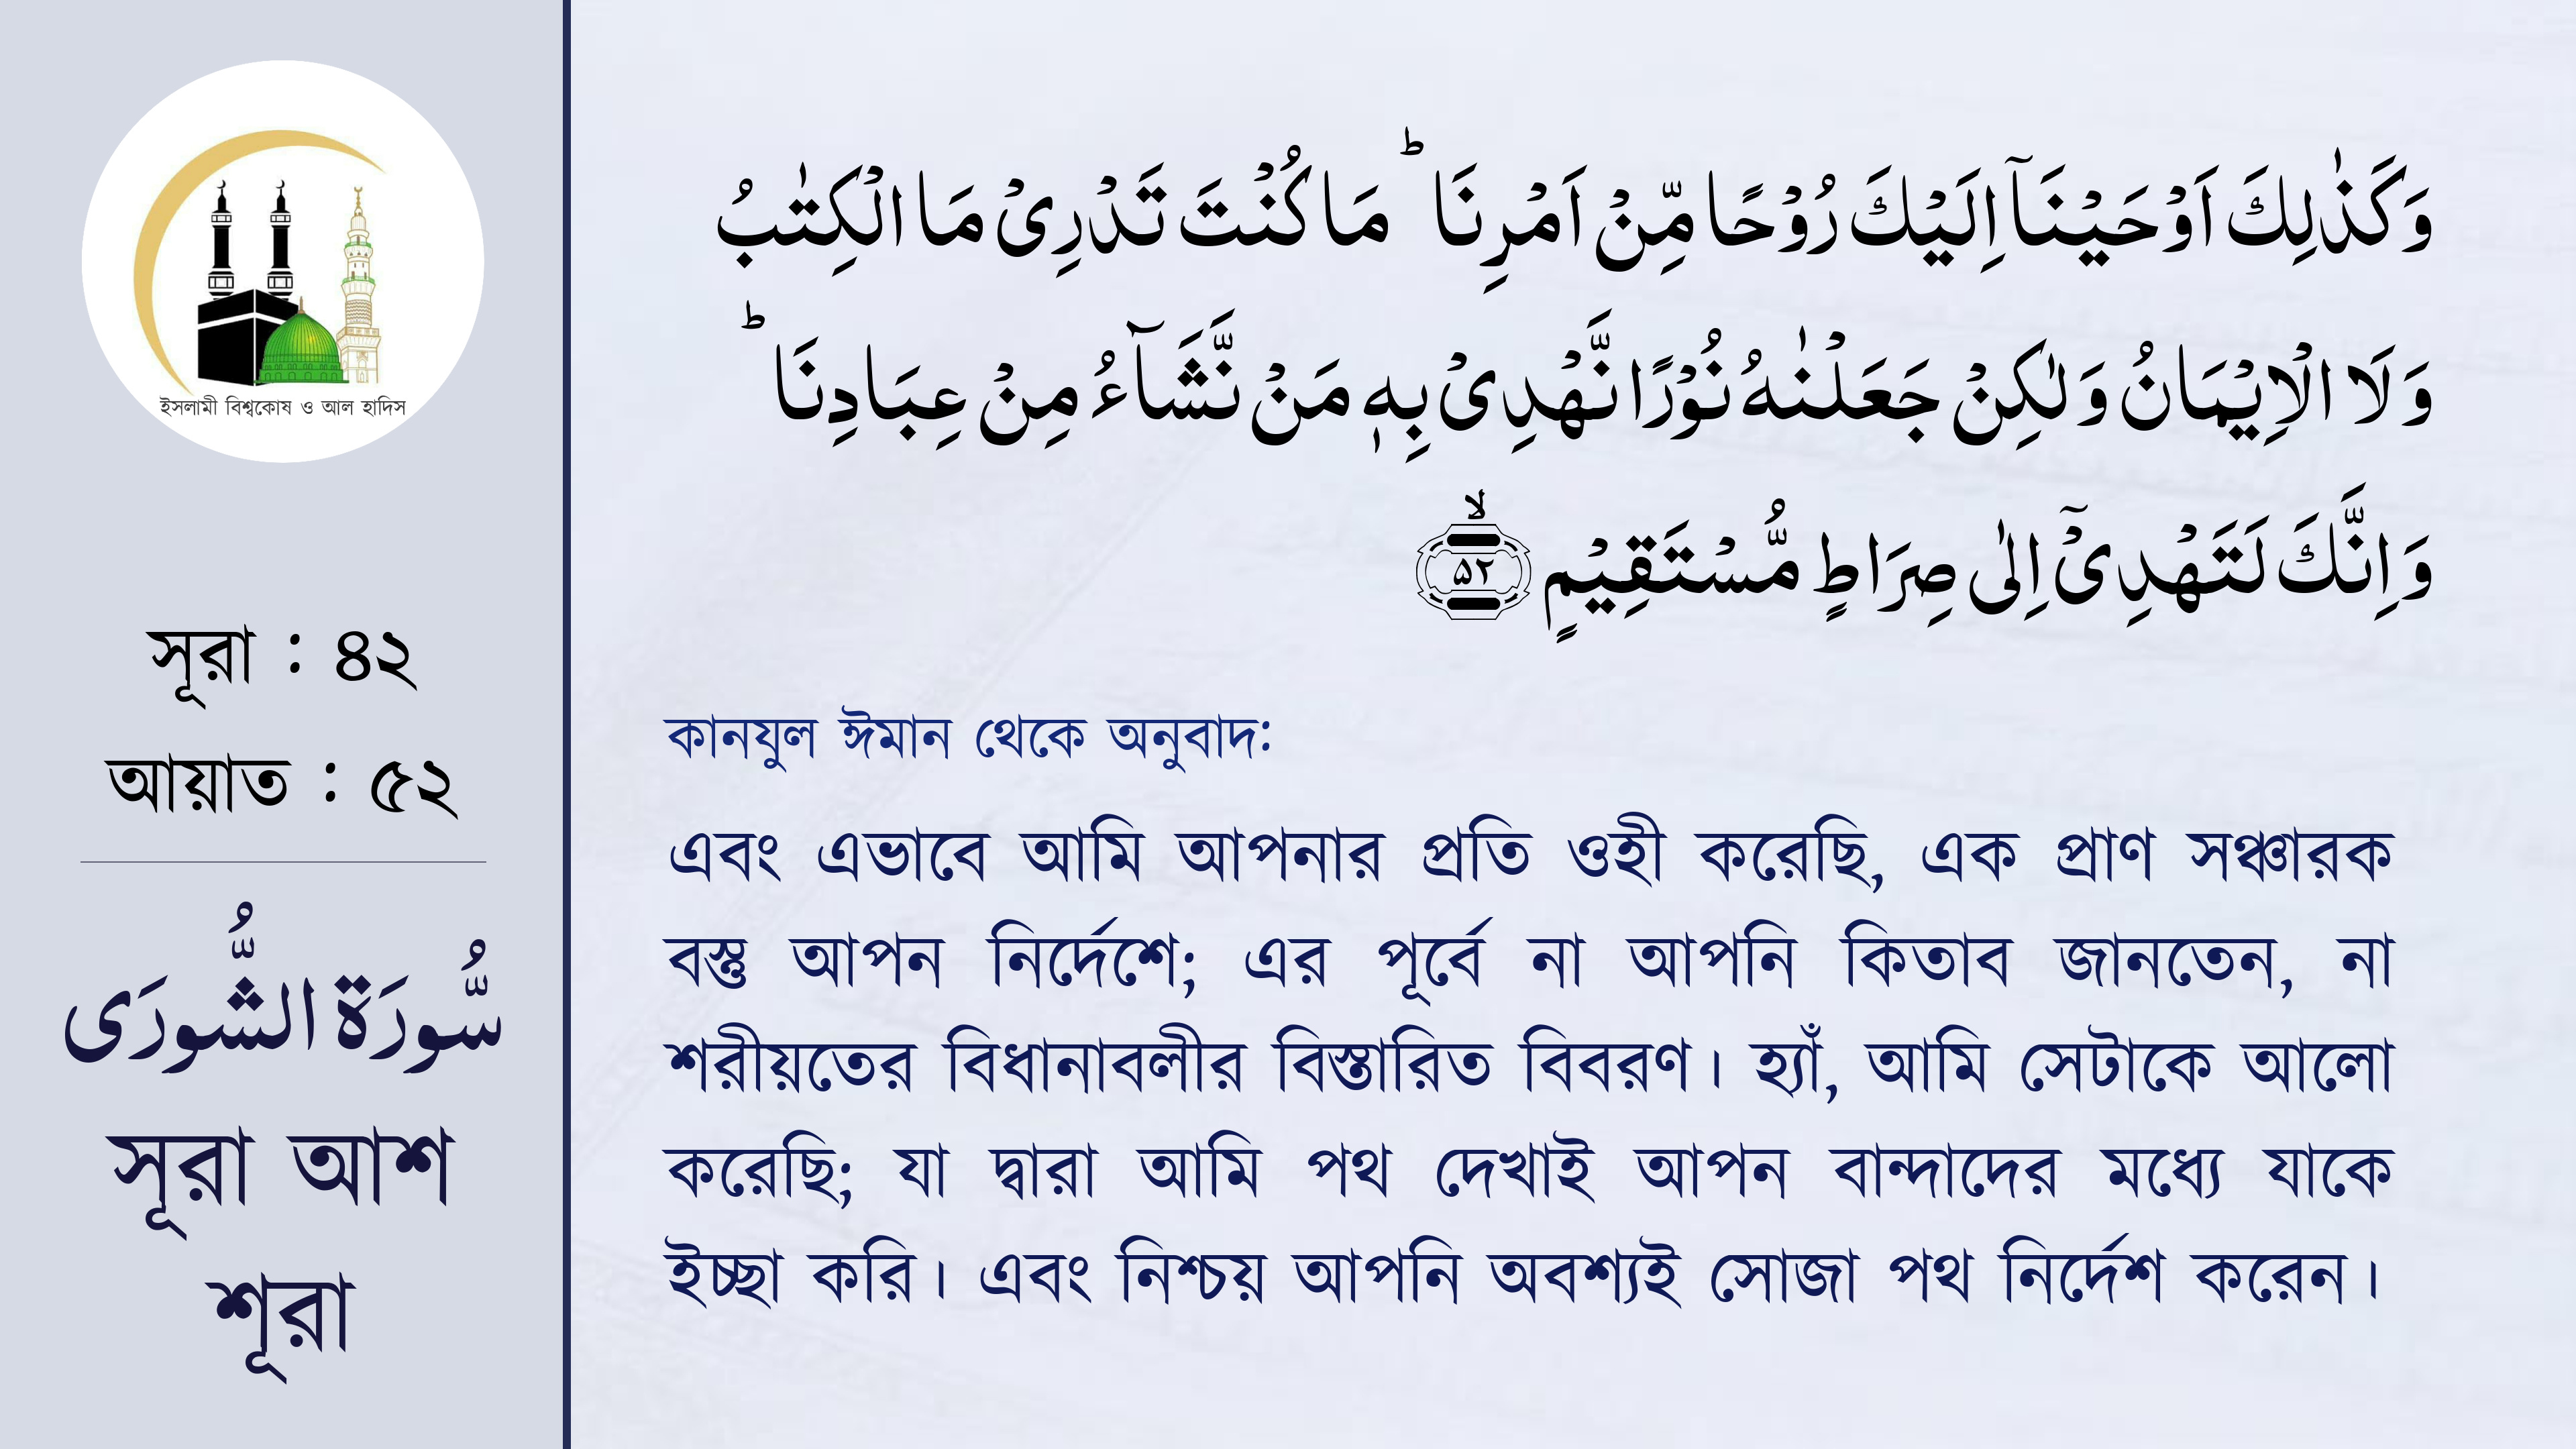 ইসলামী বিশ্বকোষ ও আল হাদিস
সূরা : ৪২
আয়াত : ৫২
سُّورَة الشُّورَى
সূরা আশ
শূরা
وَكَذٰلِكَ اَوْحَیْنَاۤ اِلَیْكَ رُوْحًا مِّنْ اَمْرِنَا ؕ مَا كُنْتَ تَدْرِیْ مَا الْكِتٰبُ
وَلَا الْاِیْمَانُ وَلٰكِنْ جَعَلْنٰهُ نُوْرًا نَّهْدِیْ بِهٖ مَنْ نَّشَآءُ مِنْ عِبَادِنَا ؕ
وَاِنَّكَ لَتَهْدِیْۤ اِلٰی صِرَاطٍ مُّسْتَقِیْمٍ ۙ﴿۵۲﴾
কানযুল ঈমান থেকে অনুবাদ:
এবং এভাবে আমি আপনার প্রতি ওহী করেছি, এক প্রাণ সঞ্চারক
বস্তু আপন নির্দেশে; এর পূর্বে না আপনি কিতাব জানতেন, না
শরীয়তের বিধানাবলীর বিস্তারিত বিবরণ। হ্যাঁ, আমি সেটাকে আলো
করেছি; যা দ্বারা আমি পথ দেখাই আপন বান্দাদের মধ্যে যাকে
ইচ্ছা করি। এবং নিশ্চয় আপনি অবশ্যই সোজা পথ নির্দেশ করেন।